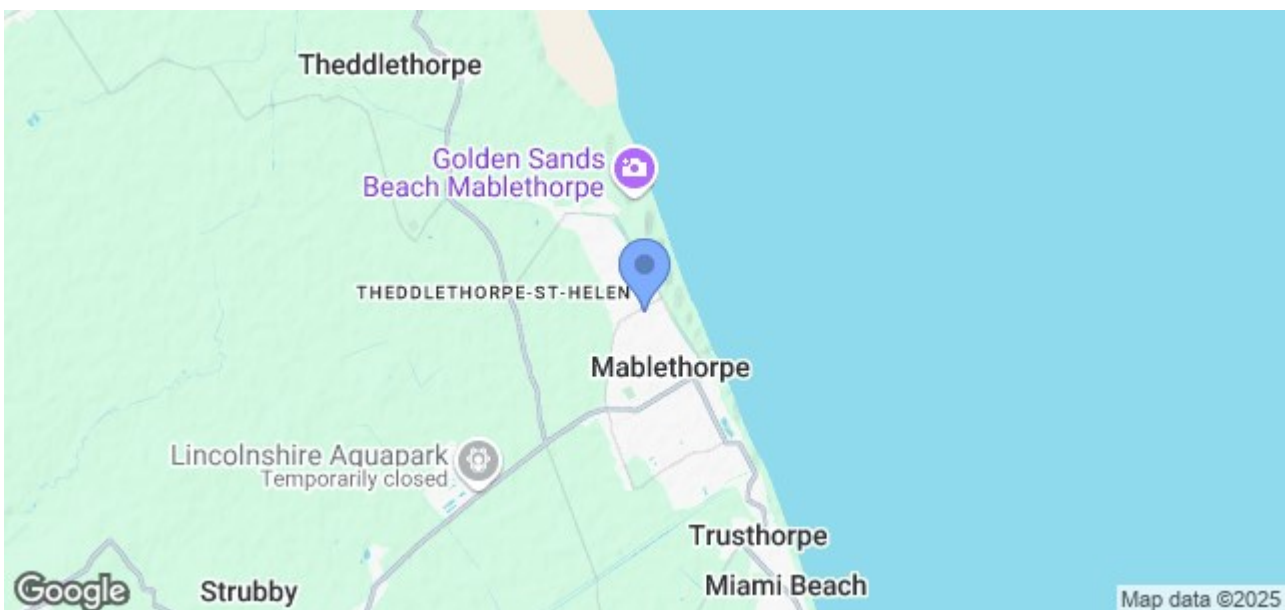 Theddlethorpe
Golden Sands
Beach Mablethorpe
THEDDLETHORPE-ST-HELEN
Mablethorpe
Lincolnshire Aquapark
Temporarily closed
Trusthorpe
Strubby
Miami Beach
Google
Map data ©2025